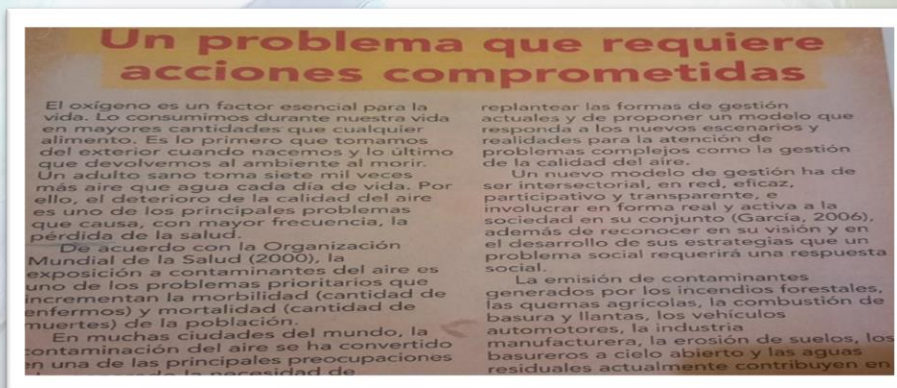 Un problema que requiere
acciones comprometidas
El oxígeno es un factor esencial para la
vida. Lo consumimos durante nuestra vida
en mayores cantidades que cualquier
alimento. Es lo primero que tomamos
del exterior cuando nacemos y lo último
que devolvemos al ambiente al morir.
Un adulto sano toma siete mil veces
más aire que agua cada día de vida. Por
ello, el deterioro de la calidad del aire
es uno de los principales problemas
que causa, con mayor frecuencia, la
pérdida de la salud.
De acuerdo con la Organización
Mundial de la Salud (2000), la
exposición a contaminantes del aire es
uno de los problemas prioritarios que
incrementan la morbilidad (cantidad de
enfermos) y mortalidad (cantidad de
muertes) de la población.
En muchas ciudades del mundo, la
contaminación del aire se ha convertido
en una de las principales preocupaciones
la necesidad de
replantear las formas de gestión
actuales y de proponer un modelo que
responda a los nuevos escenarios y
realidades para la atención de
problemas complejos como la gestión
de la calidad del aire.
Un nuevo modelo de gestión ha de
ser intersectorial, en red, eficaz,
participativo y transparente, e
involucrar en forma real y activa a la
sociedad en su conjunto (García, 2006),
además de reconocer en su visión y en
el desarrollo de sus estrategias que un
problema social requerirá una respuesta
social.
La emisión de contaminantes
generados por los incendios forestales,
las quemas agrícolas, la combustión de
basura y llantas, los vehículos
automotores, la industria
manufacturera, la erosión de suelos, los
basureros a cielo abierto y las aguas
residuales actualmente contribuyen en